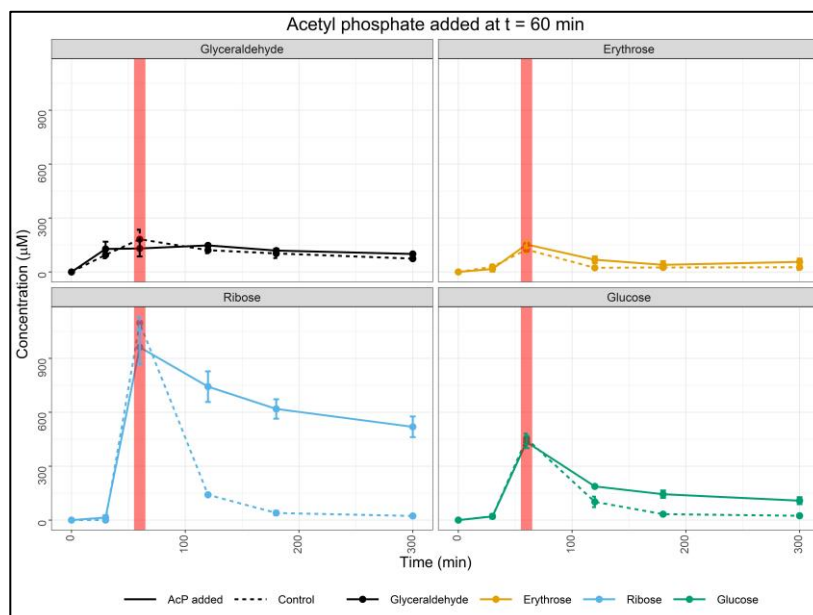 Acetyl phosphate added at t = 60 min
Glyceraldehyde
Erythrose
900
600
300
0
Ribose
Glucose
900
600
300
0
Concentration (μM)
0
100
200
300
0
100
200
300
Time (min)
AcP added Control Glyceraldehyde Erythrose Ribose Glucose